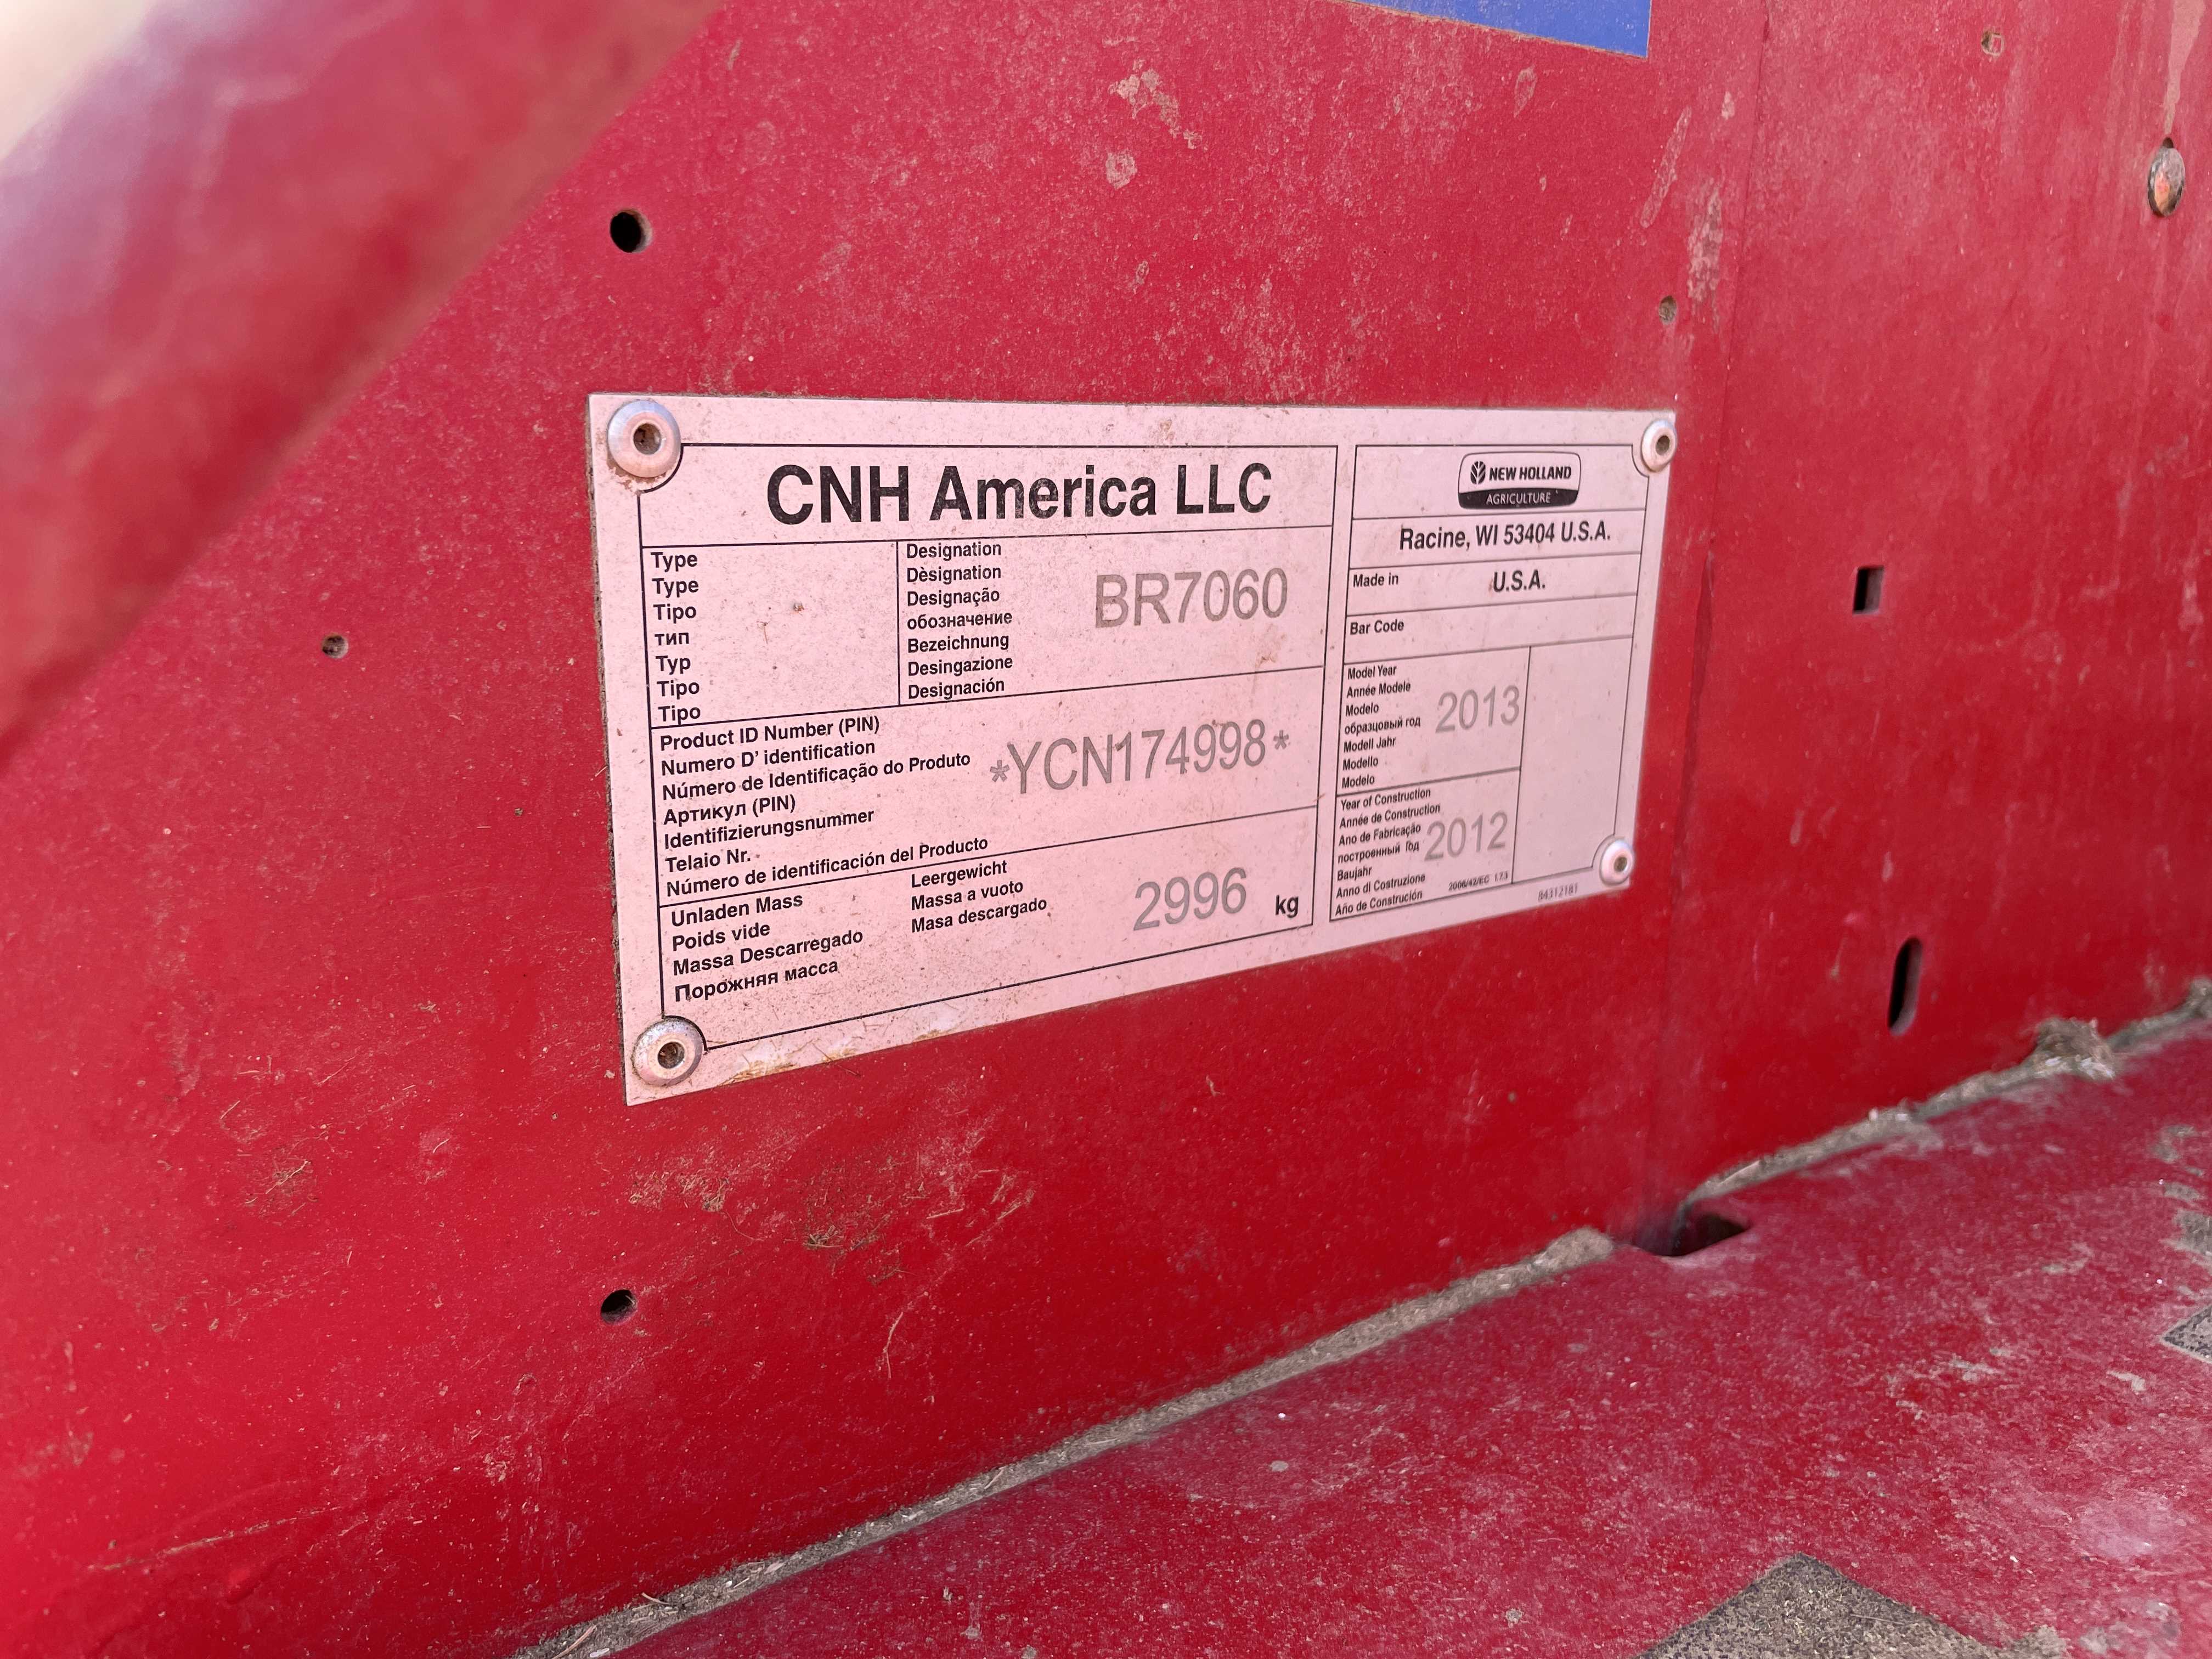 CNH America LLC
Type
Type
Tipo
тип
Typ
Tipo
Tipo
Designation
Dèsignation
Designação
обозначение
Bezeichnung
Desingazione
Designación
BR7060
Product ID Number (PIN)
Numero D' identification
Número de Identificação do Produto
Артикул (PIN)
Identifizierungsnummer
Telaio Nr.
Número de identificación del Producto
*YCN174998*
Unladen Mass
Poids vide
Massa Descarregado
Порожняя масса
Leergewicht
Massa a vuoto
Masa descargado
2996 kg
NEW HOLLAND
AGRICULTURE
Racine, WI 53404 U.S.A.
Made in U.S.A.
Bar Code
Model Year
Année Modele
Modelo
образцовый год
Modell Jahr
Modello
Modelo
2013
Year of Construction
Année de Construction
Ano de Fabricação
построенный год
Baujahr
Anno di Costruzione
Año de Construción
2012
2006/42/EC 1.7.3
84312181